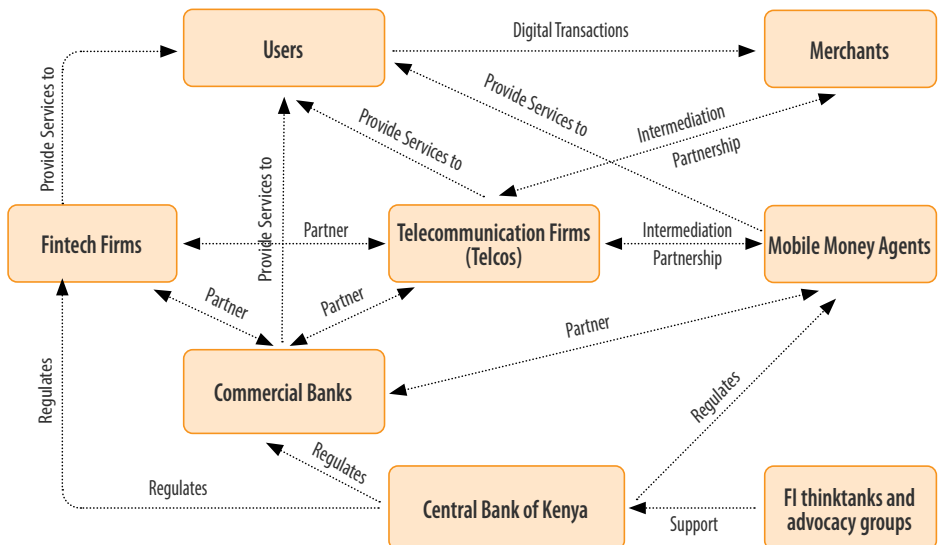 Users
Digital Transactions
Merchants
Provide Services to
Provide Services to
Provide Services to
Provide Services to
Intermediation
Partnership
Fintech Firms
Partner
Telecommunication Firms
(Telcos)
Intermediation
Partnership
Mobile Money Agents
Partner
Partner
Partner
Commercial Banks
Regulates
Regulates
Regulates
Regulates
Central Bank of Kenya
Support
FI thinktanks and
advocacy groups